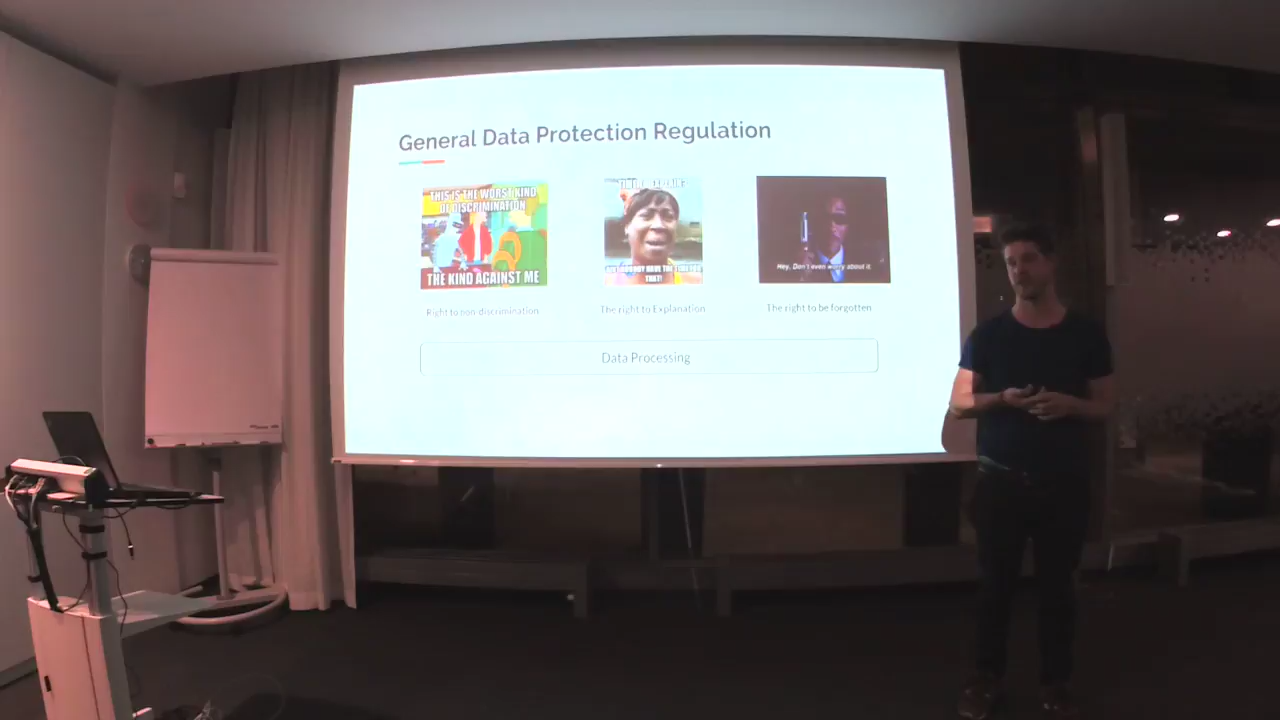 General Data Protection Regulation
THIS IS THE WORST KIND
OF DISCRIMINATION
THE KIND AGAINST ME
THAT!
Hey, Don't even worry about it.
Right to non discrimination
The right to Explanation
The right to be forgotten
Data Processing